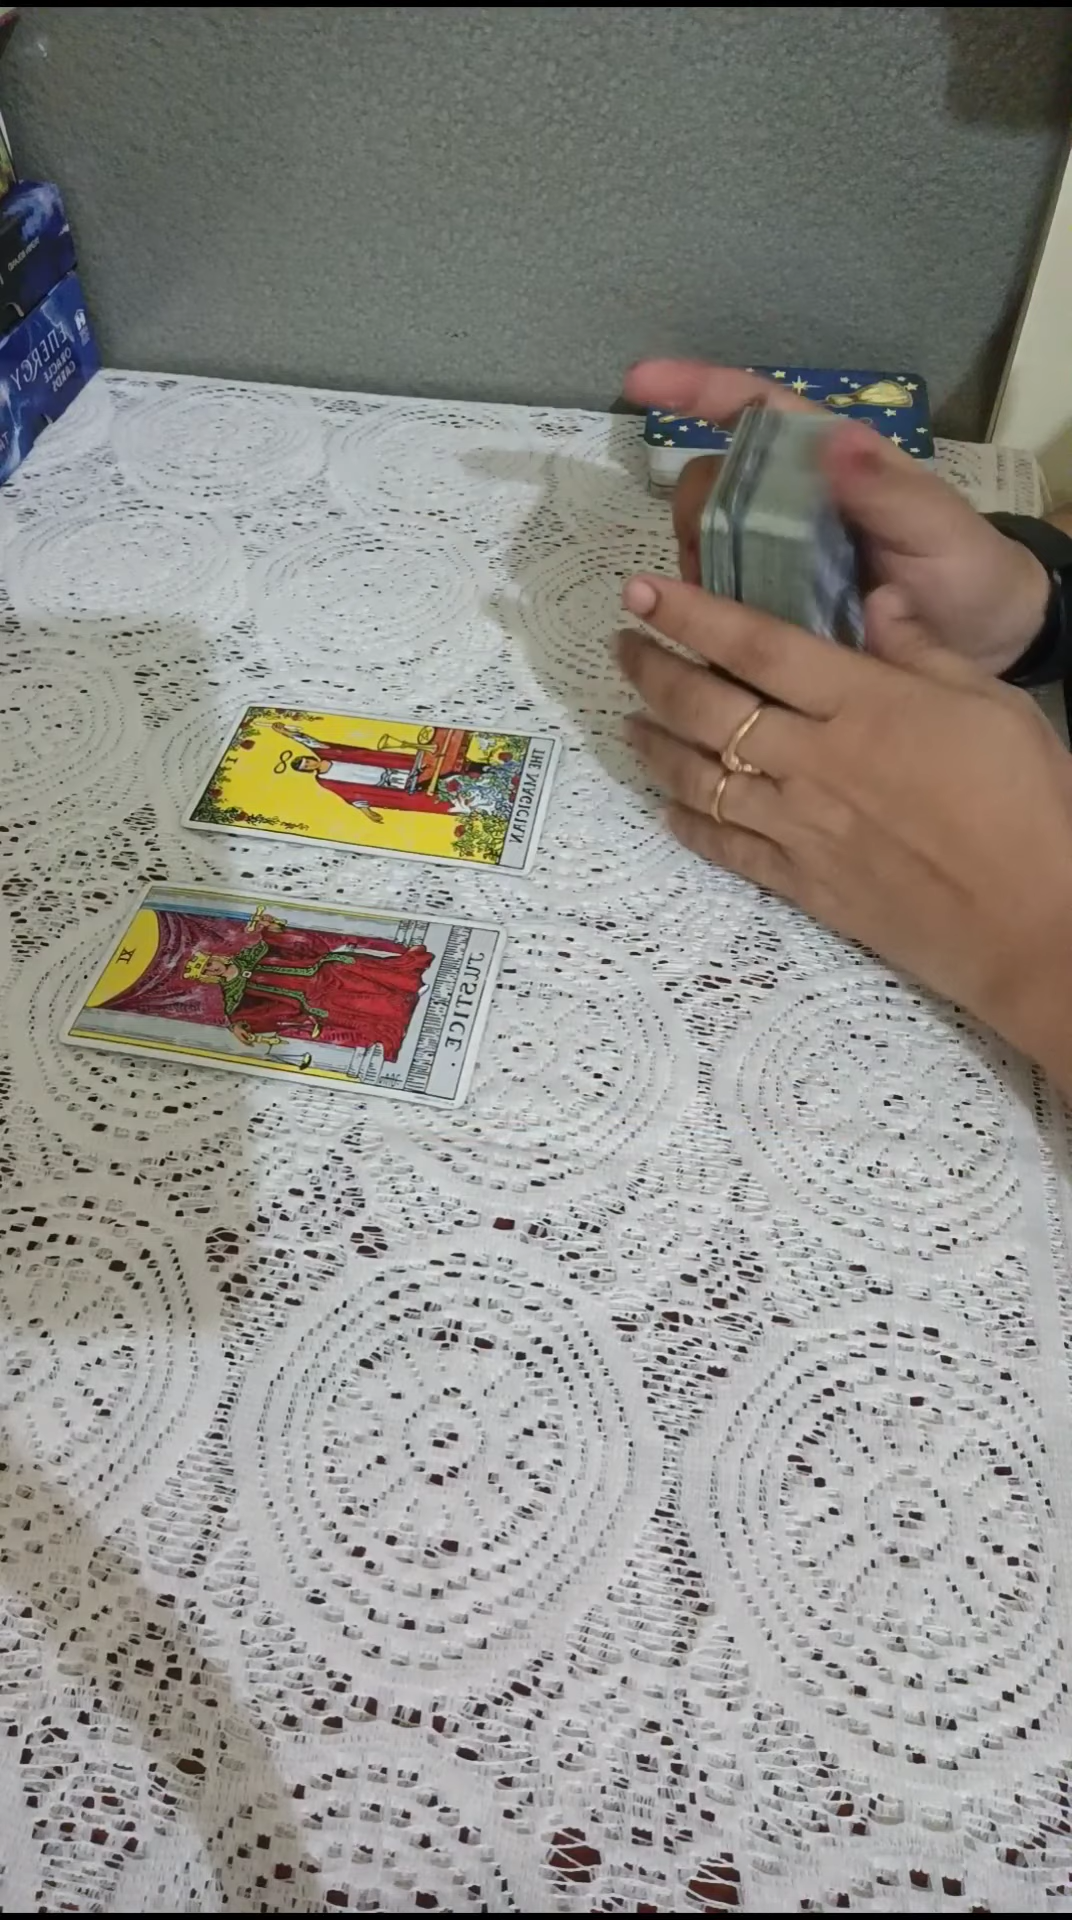 ENERGY
ORACLE
CARDS
I
THE MAGICIAN
XI
JUSTICE.